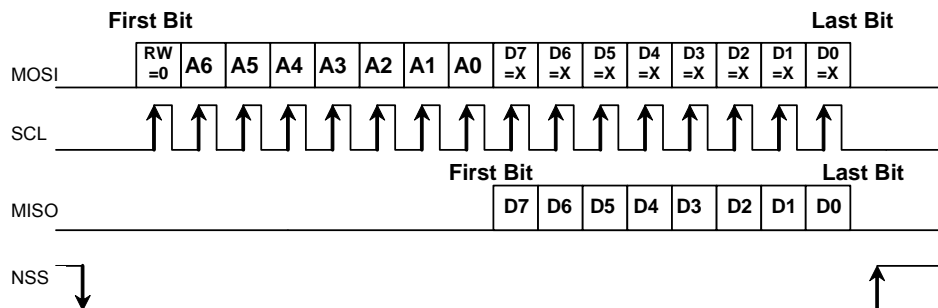 First Bit Last Bit
MOSI RW =0 A6 A5 A4 A3 A2 A1 A0 D7 =X D6 =X D5 =X D4 =X D3 =X D2 =X D1 =X D0 =X
SCL
First Bit Last Bit
MISO D7 D6 D5 D4 D3 D2 D1 D0
NSS